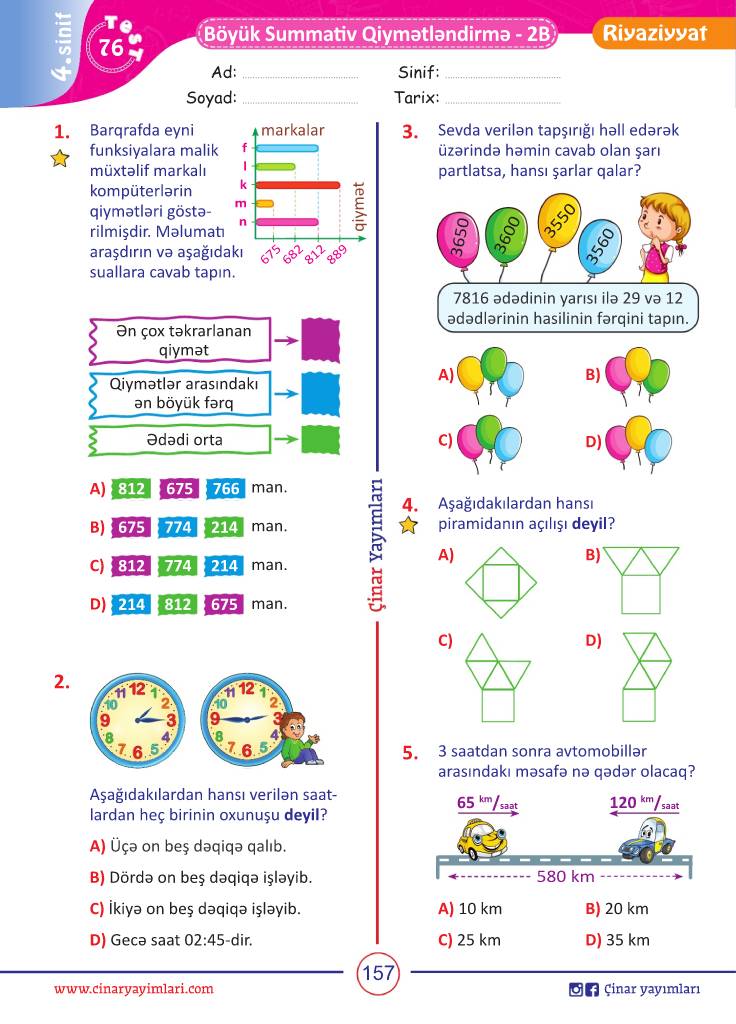 4.sinif
Test
76
Böyük Summativ Qiymətləndirmə - 2B
Riyaziyyat
Ad:
Sinif:
Soyad:
Tarix:
1.
Barqrafda eyni
funksiyalara malik
müxtəlif markalı
kompüterlərin
qiymətləri göstə-
rilmişdir. Məlumatı
araşdırın və aşağıdakı
suallara cavab tapın.
markalar
f
l
k
m
n
qiymət
675
682
812
889
Ən çox təkrarlanan
qiymət
Qiymətlər arasındakı
ən böyük fərq
Ədədi orta
A) 812 675 766 man.
B) 675 774 214 man.
C) 812 774 214 man.
D) 214 812 675 man.
2.
12 1 2 3 4 5 6 7 8 9 10 11
12 1 2 3 4 5 6 7 8 9 10 11
Aşağıdakılardan hansı verilən saat-
lardan heç birinin oxunuşu deyil?
A) Üçə on beş dəqiqə qalıb.
B) Dördə on beş dəqiqə işləyib.
C) İkiyə on beş dəqiqə işləyib.
D) Gecə saat 02:45-dir.
Çinar Yayımları
3.
Sevda verilən tapşırığı həll edərək
üzərində həmin cavab olan şarı
partlatsa, hansı şarlar qalar?
3650
3600
3550
3560
7816 ədədinin yarısı ilə 29 və 12
ədədlərinin hasilinin fərqini tapın.
A)
B)
C)
D)
4.
Aşağıdakılardan hansı
piramidanın açılışı deyil?
A)
B)
C)
D)
5.
3 saatdan sonra avtomobillər
arasındakı məsafə nə qədər olacaq?
65 km/saat
120 km/saat
580 km
A) 10 km
B) 20 km
C) 25 km
D) 35 km
www.cinaryayimlari.com
157
Çinar yayımları